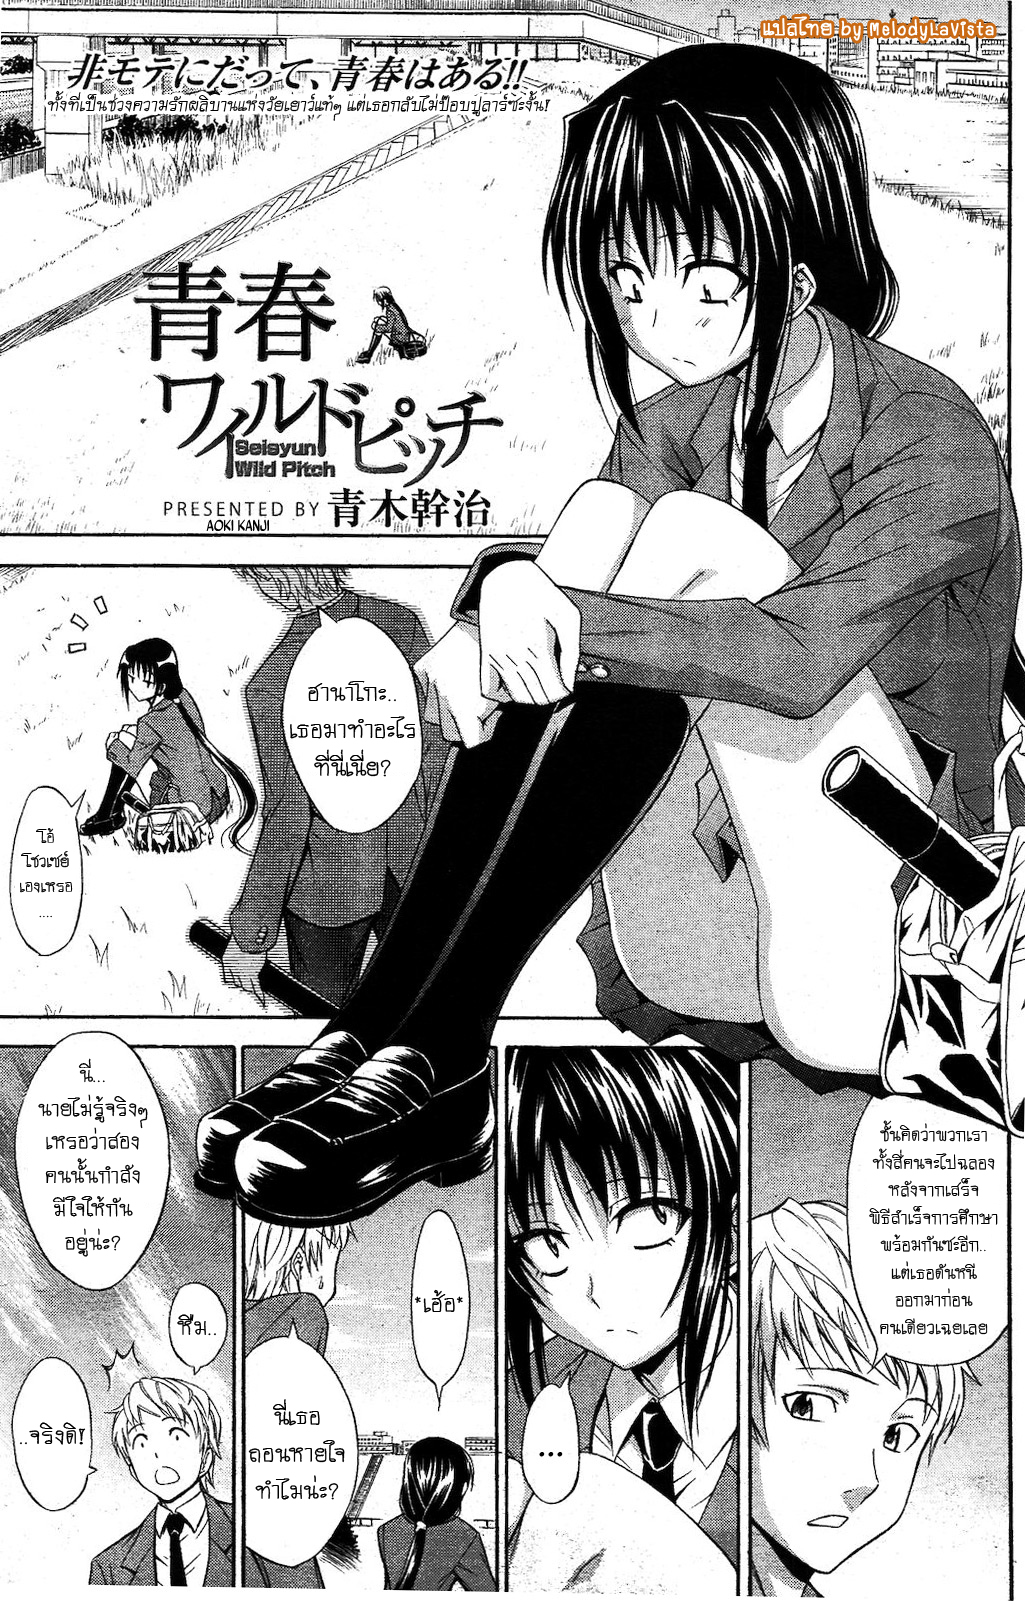 แปลไทย by MelodyLaVista
非モテにだって、青春はある!!
ทั้งที่เป็นช่วงความรักผลิบานแห่งวัยเยาว์แท้ๆ แต่เธอกลับไม่ป๊อบปูลาร์ซะงั้น!
青春
ワイルドピッチ
Seisyun
Wild Pitch
PRESENTED BY 青木幹治
AOKI KANJI
ฮานาโกะ..
เธอมาทำอะไร
ที่นี่เนี่ย?
โอ้
โชวเซย์
เองเหรอ
....
ชั้นคิดว่าพวกเรา
ทั้งสี่คนจะไปฉลอง
หลังจากเสร็จ
พิธีสำเร็จการศึกษา
พร้อมกันซะอีก..
แต่เธอดันหนี
ออกมาก่อน
คนเดียวเฉยเลย
...
*เฮ้อ*
นี่เธอ
ถอนหายใจ
ทำไมน่ะ?
นี่...
นายไม่รู้จริงๆ
เหรอว่าสอง
คนนั้นกำลัง
มีใจให้กัน
อยู่น่ะ?
หืม..
..จริงดิ!